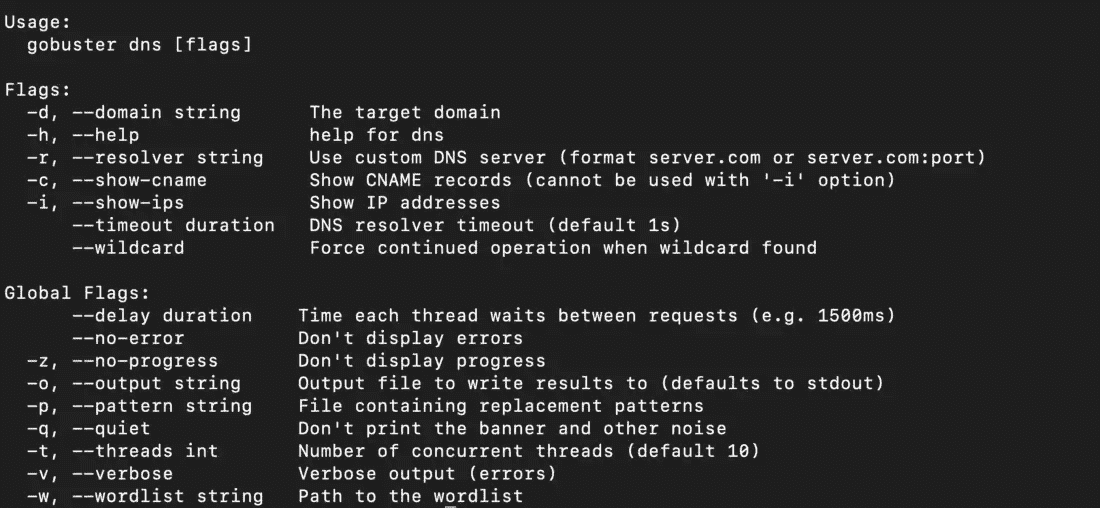 Usage:
  gobuster dns [flags]

Flags:
  -d, --domain string      The target domain
  -h, --help               help for dns
  -r, --resolver string    Use custom DNS server (format server.com or server.com:port)
  -c, --show-cname         Show CNAME records (cannot be used with '-i' option)
  -i, --show-ips           Show IP addresses
      --timeout duration   DNS resolver timeout (default 1s)
      --wildcard           Force continued operation when wildcard found

Global Flags:
      --delay duration    Time each thread waits between requests (e.g. 1500ms)
      --no-error          Don't display errors
  -z, --no-progress       Don't display progress
  -o, --output string     Output file to write results to (defaults to stdout)
  -p, --pattern string    File containing replacement patterns
  -q, --quiet             Don't print the banner and other noise
  -t, --threads int       Number of concurrent threads (default 10)
  -v, --verbose           Verbose output (errors)
  -w, --wordlist string   Path to the wordlist